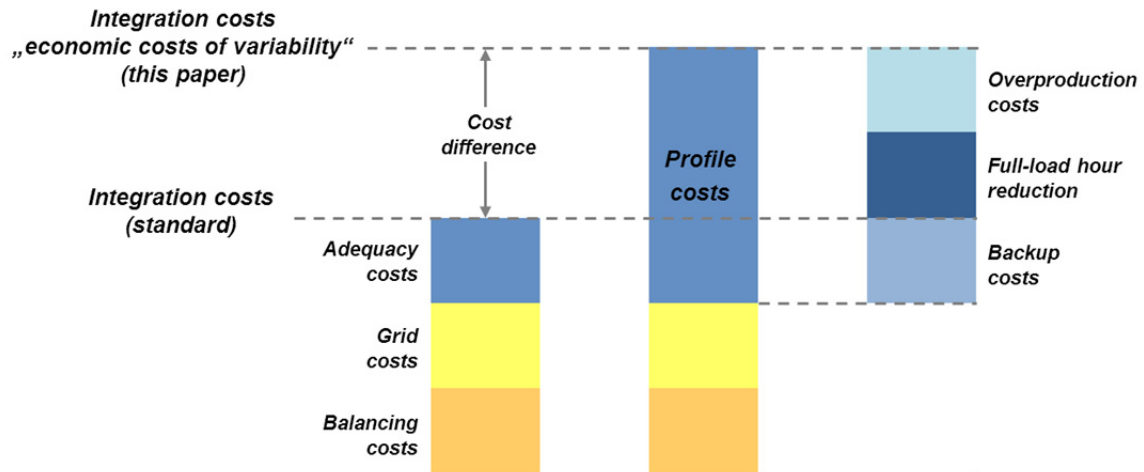 Integration costs
„economic costs of variability“
(this paper)
Cost
difference
Integration costs
(standard)
Adequacy
costs
Grid
costs
Balancing
costs
Profile
costs
Overproduction
costs
Full-load hour
reduction
Backup
costs